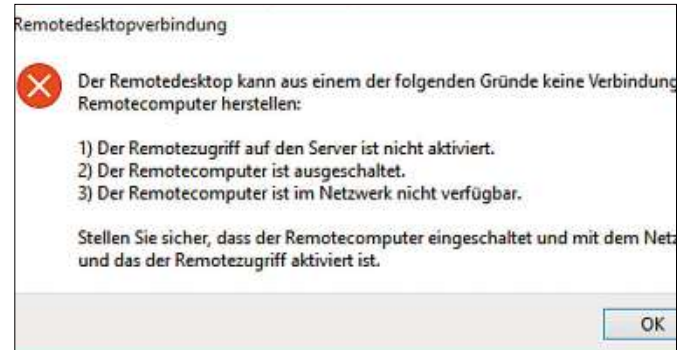 Remotedesktopverbindung
Der Remotedesktop kann aus einem der folgenden Gründe keine Verbindung
Remotecomputer herstellen:
1) Der Remotezugriff auf den Server ist nicht aktiviert.
2) Der Remotecomputer ist ausgeschaltet.
3) Der Remotecomputer ist im Netzwerk nicht verfügbar.
Stellen Sie sicher, dass der Remotecomputer eingeschaltet und mit dem Netz
und das der Remotezugriff aktiviert ist.
OK